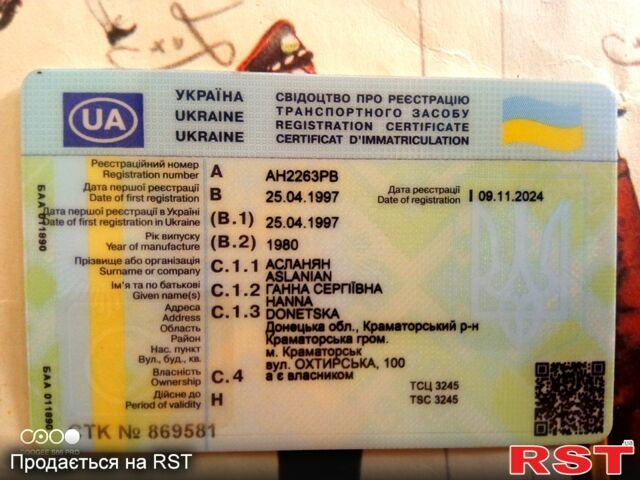 УКРАЇНА
UKRAINE
UKRAINE
СВІДОЦТВО ПРО РЕЄСТРАЦІЮ
ТРАНСПОРТНОГО ЗАСОБУ
REGISTRATION CERTIFICATE
CERTIFICAT D'IMMATRICULATION
UA
Реєстраційний номер
Registration number A AH2263PB
Дата першої реєстрації
Date of first registration B 25.04.1997
Дата реєстрації
Date of registration I 09.11.2024
Дата першої реєстрації в Україні
Date of first registration in Ukraine (B.1) 25.04.1997
Рік випуску
Year of manufacture (B.2) 1980
Прізвище або організація
Surname or company C.1.1 АСЛАНЯН
ASLANIAN
Ім'я та по батькові
Given name(s) C.1.2 ГАННА СЕРГІЇВНА
HANNA
Адреса
Address C.1.3 DONETSKA
Область Донецька обл., Краматорський р-н
Район Краматорська гром.
Нас. пункт м. Краматорськ
Вул., буд., кв. вул. ОХТИРСЬКА, 100
Власність
Ownership C.4 а є власником
Дійсне до
Period of validity H
ТСЦ 3245
TSC 3245
БАА 011890
БАА 011890
СТК № 869581
DOOGEE S86 PRO
Продається на RST
RST